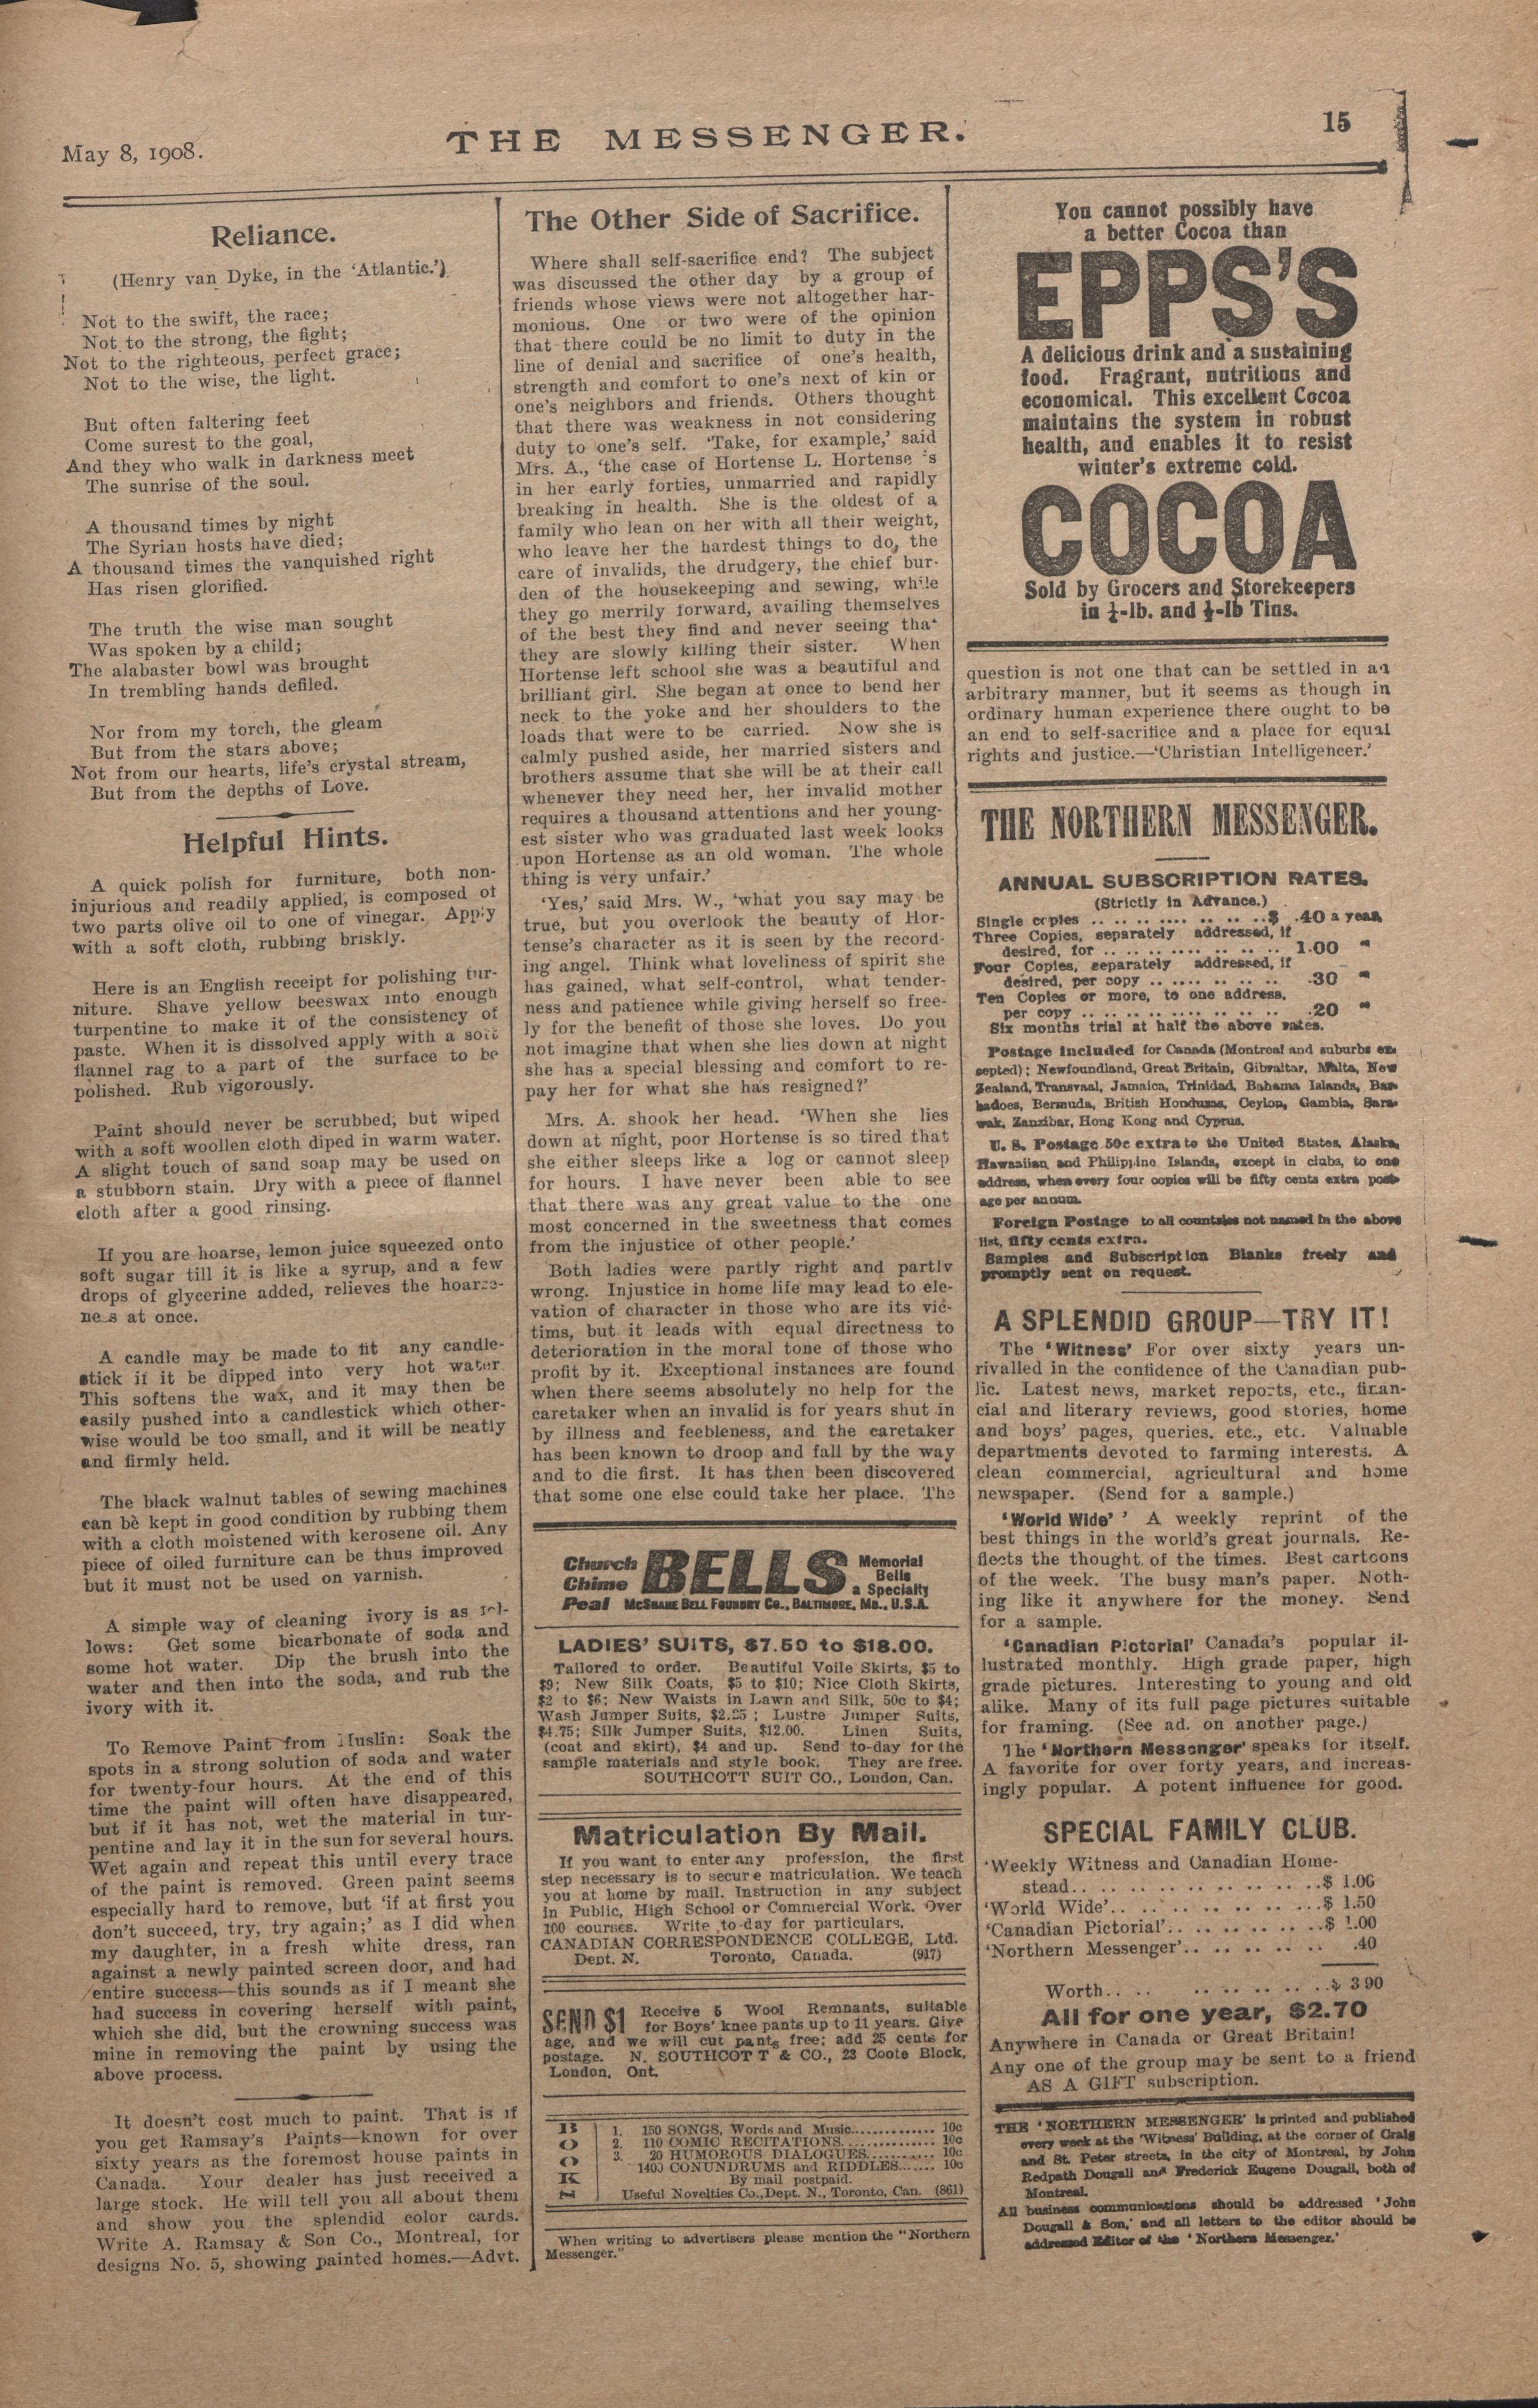 May 8, 1908.
THE MESSENGER.
15
Reliance.
(Henry van Dyke, in the 'Atlantic.')
Not to the swift, the race;
Not to the strong, the fight;
Not to the righteous, perfect grace;
Not to the wise, the light.
But often faltering feet
Come surest to the goal,
And they who walk in darkness meet
The sunrise of the soul.
A thousand times by night
The Syrian hosts have died;
A thousand times the vanquished right
Has risen glorified.
The truth the wise man sought
Was spoken by a child;
The alabaster bowl was brought
In trembling hands defiled.
Nor from my torch, the gleam
But from the stars above;
Not from our hearts, life's crystal stream,
But from the depths of Love.
Helpful Hints.
A quick polish for furniture, both non-
injurious and readily applied, is composed of
two parts olive oil to one of vinegar. Apply
with a soft cloth, rubbing briskly.
Here is an English receipt for polishing fur-
niture. Shave yellow beeswax into enough
turpentine to make it of the consistency of
paste. When it is dissolved apply with a soft
flannel rag to a part of the surface to be
polished. Rub vigorously.
Paint should never be scrubbed, but wiped
with a soft woollen cloth diped in warm water.
A slight touch of sand soap may be used on
a stubborn stain. Dry with a piece of flannel
cloth after a good rinsing.
If you are hoarse, lemon juice squeezed onto
soft sugar till it is like a syrup, and a few
drops of glycerine added, relieves the hoarse-
ness at once.
A candle may be made to fit any candle-
stick if it be dipped into very hot water.
This softens the wax, and it may then be
easily pushed into a candlestick which other-
wise would be too small, and it will be neatly
and firmly held.
The black walnut tables of sewing machines
can be kept in good condition by rubbing them
with a cloth moistened with kerosene oil. Any
piece of oiled furniture can be thus improved
but it must not be used on varnish.
A simple way of cleaning ivory is as fol-
lows: Get some bicarbonate of soda and
some hot water. Dip the brush into the
water and then into the soda, and rub the
ivory with it.
To Remove Paint from Muslin: Soak the
spots in a strong solution of soda and water
for twenty-four hours. At the end of this
time the paint will often have disappeared,
but if it has not, wet the material in tur-
pentine and lay it in the sun for several hours.
Wet again and repeat this until every trace
of the paint is removed. Green paint seems
especially hard to remove, but 'if at first you
don't succeed, try, try again;' as I did when
my daughter, in a fresh white dress, ran
against a newly painted screen door, and had
entire success—this sounds as if I meant she
had success in covering herself with paint,
which she did, but the crowning success was
mine in removing the paint by using the
above process.
It doesn't cost much to paint. That is if
you get Ramsay's Paints—known for over
sixty years as the foremost house paints in
Canada. Your dealer has just received a
large stock. He will tell you all about them
and show you the splendid color cards.
Write A. Ramsay & Son Co., Montreal, for
designs No. 5, showing painted homes.—Advt.
The Other Side of Sacrifice.
Where shall self-sacrifice end? The subject
was discussed the other day by a group of
friends whose views were not altogether har-
monious. One or two were of the opinion
that there could be no limit to duty in the
line of denial and sacrifice of one's health,
strength and comfort to one's next of kin or
one's neighbors and friends. Others thought
that there was weakness in not considering
duty to one's self. 'Take, for example,' said
Mrs. A., 'the case of Hortense L. Hortense 's
in her early forties, unmarried and rapidly
breaking in health. She is the oldest of a
family who lean on her with all their weight,
who leave her the hardest things to do, the
care of invalids, the drudgery, the chief bur-
den of the housekeeping and sewing, while
they go merrily forward, availing themselves
of the best they find and never seeing that
they are slowly killing their sister. When
Hortense left school she was a beautiful and
brilliant girl. She began at once to bend her
neck to the yoke and her shoulders to the
loads that were to be carried. Now she is
calmly pushed aside, her married sisters and
brothers assume that she will be at their call
whenever they need her, her invalid mother
requires a thousand attentions and her young-
est sister who was graduated last week looks
upon Hortense as an old woman. The whole
thing is very unfair.'
'Yes,' said Mrs. W., 'what you say may be
true, but you overlook the beauty of Hor-
tense's character as it is seen by the record-
ing angel. Think what loveliness of spirit she
has gained, what self-control, what tender-
ness and patience while giving herself so free-
ly for the benefit of those she loves. Do you
not imagine that when she lies down at night
she has a special blessing and comfort to re-
pay her for what she has resigned?'
Mrs. A. shook her head. 'When she lies
down at night, poor Hortense is so tired that
she either sleeps like a log or cannot sleep
for hours. I have never been able to see
that there was any great value to the one
most concerned in the sweetness that comes
from the injustice of other people.'
Both ladies were partly right and partly
wrong. Injustice in home life may lead to ele-
vation of character in those who are its vic-
tims, but it leads with equal directness to
deterioration in the moral tone of those who
profit by it. Exceptional instances are found
when there seems absolutely no help for the
caretaker when an invalid is for years shut in
by illness and feebleness, and the caretaker
has been known to droop and fall by the way
and to die first. It has then been discovered
that some one else could take her place. The
Church
Chime
Peal
BELLS
Memorial
Bells
a Specialty
McShane Bell Foundry Co., Baltimore, Md., U.S.A.
LADIES' SUITS, $7.50 to $18.00.
Tailored to order. Beautiful Voile Skirts, $5 to
$9; New Silk Coats, $5 to $10; Nice Cloth Skirts,
$2 to $6; New Waists in Lawn and Silk, 50c to $4;
Wash Jumper Suits, $2.25; Lustre Jumper Suits,
$4.75; Silk Jumper Suits, $12.00. Linen Suits,
(coat and skirt), $4 and up. Send to-day for the
sample materials and style book. They are free.
SOUTHCOTT SUIT CO., London, Can.
Matriculation By Mail.
If you want to enter any profession, the first
step necessary is to secure matriculation. We teach
you at home by mail. Instruction in any subject
in Public, High School or Commercial Work. Over
100 courses. Write to-day for particulars.
CANADIAN CORRESPONDENCE COLLEGE, Ltd.
Dept. N. Toronto, Canada. (917)
SEND $1 Receive 5 Wool Remnants, suitable
for Boys' knee pants up to 11 years. Give
age, and we will cut pants free; add 25 cents for
postage. N. SOUTHCOTT & CO., 23 Coote Block,
London, Ont.
BOOK
1. 150 SONGS, Words and Music............. 10c
2. 110 COMIC RECITATIONS.............. 10c
3. 20 HUMOROUS DIALOGUES........... 10c
1400 CONUNDRUMS and RIDDLES....... 10c
By mail postpaid.
Useful Novelties Co., Dept. N., Toronto, Can. (861)
When writing to advertisers please mention the "Northern
Messenger."
You cannot possibly have
a better Cocoa than
EPPS'S
A delicious drink and a sustaining
food. Fragrant, nutritious and
economical. This excellent Cocoa
maintains the system in robust
health, and enables it to resist
winter's extreme cold.
COCOA
Sold by Grocers and Storekeepers
in ¼-lb. and ½-lb Tins.
question is not one that can be settled in an
arbitrary manner, but it seems as though in
ordinary human experience there ought to be
an end to self-sacrifice and a place for equal
rights and justice.—'Christian Intelligencer.'
THE NORTHERN MESSENGER.
ANNUAL SUBSCRIPTION RATES.
(Strictly in Advance.)
Single copies .. .. .. .... .. .. ..$ .40 a year,
Three Copies, separately addressed, if
desired, for .. .. .. .. .... .. .. .. 1.00 "
Four Copies, separately addressed, if
desired, per copy .. .. .... .. .. .. .30 "
Ten Copies or more, to one address,
per copy .. .. .. .. .... .. .. .. .20 "
Six months trial at half the above rates.
Postage included for Canada (Montreal and suburbs ex-
cepted); Newfoundland, Great Britain, Gibraltar, Malta, New
Zealand, Transvaal, Jamaica, Trinidad, Bahama Islands, Bar-
badoes, Bermuda, British Honduras, Ceylon, Gambia, Sara-
wak, Zanzibar, Hong Kong and Cyprus.
U. S. Postage 50c extra to the United States, Alaska,
Hawaiian and Philippine Islands, except in clubs, to one
address, when every four copies will be fifty cents extra post-
age per annum.
Foreign Postage to all countries not named in the above
list, fifty cents extra.
Samples and Subscription Blanks freely and
promptly sent on request.
A SPLENDID GROUP—TRY IT!
The 'Witness' For over sixty years un-
rivalled in the confidence of the Canadian pub-
lic. Latest news, market reports, etc., finan-
cial and literary reviews, good stories, home
and boys' pages, queries. etc., etc. Valuable
departments devoted to farming interests. A
clean commercial, agricultural and home
newspaper. (Send for a sample.)
'World Wide' ' A weekly reprint of the
best things in the world's great journals. Re-
flects the thought of the times. Best cartoons
of the week. The busy man's paper. Noth-
ing like it anywhere for the money. Send
for a sample.
'Canadian Pictorial' Canada's popular il-
lustrated monthly. High grade paper, high
grade pictures. Interesting to young and old
alike. Many of its full page pictures suitable
for framing. (See ad. on another page.)
The 'Northern Messenger' speaks for itself.
A favorite for over forty years, and increas-
ingly popular. A potent influence for good.
SPECIAL FAMILY CLUB.
'Weekly Witness and Canadian Home-
stead.. .. .. .. .. .. .. .. .. ..$ 1.00
'World Wide'.. .. .. .. .. .. .. ...$ 1.50
'Canadian Pictorial'.. .. .. .. .. ..$ 1.00
'Northern Messenger'.. .. .. .. .. .. .40
Worth.. .. .. .. .. .. ..$ 3 90
All for one year, $2.70
Anywhere in Canada or Great Britain!
Any one of the group may be sent to a friend
AS A GIFT subscription.
THE 'NORTHERN MESSENGER' is printed and published
every week at the 'Witness' Building, at the corner of Craig
and St. Peter streets, in the city of Montreal, by John
Redpath Dougall and Frederick Eugene Dougall, both of
Montreal.
All business communications should be addressed 'John
Dougall & Son,' and all letters to the editor should be
addressed Editor of the 'Northern Messenger.'